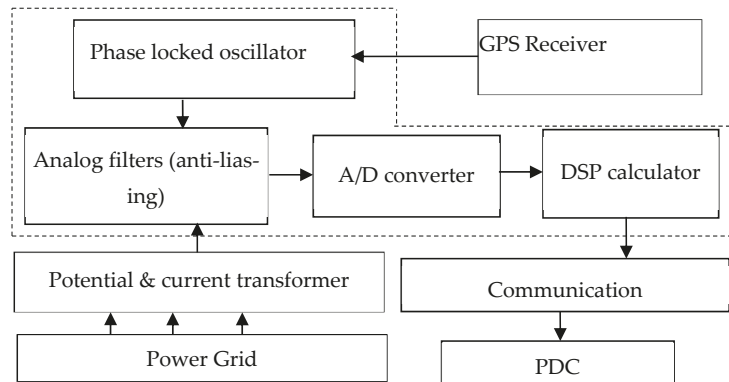 Phase locked oscillator
GPS Receiver
Analog filters (anti-lias-
ing)
A/D converter
DSP calculator
Potential & current transformer
Communication
Power Grid
PDC